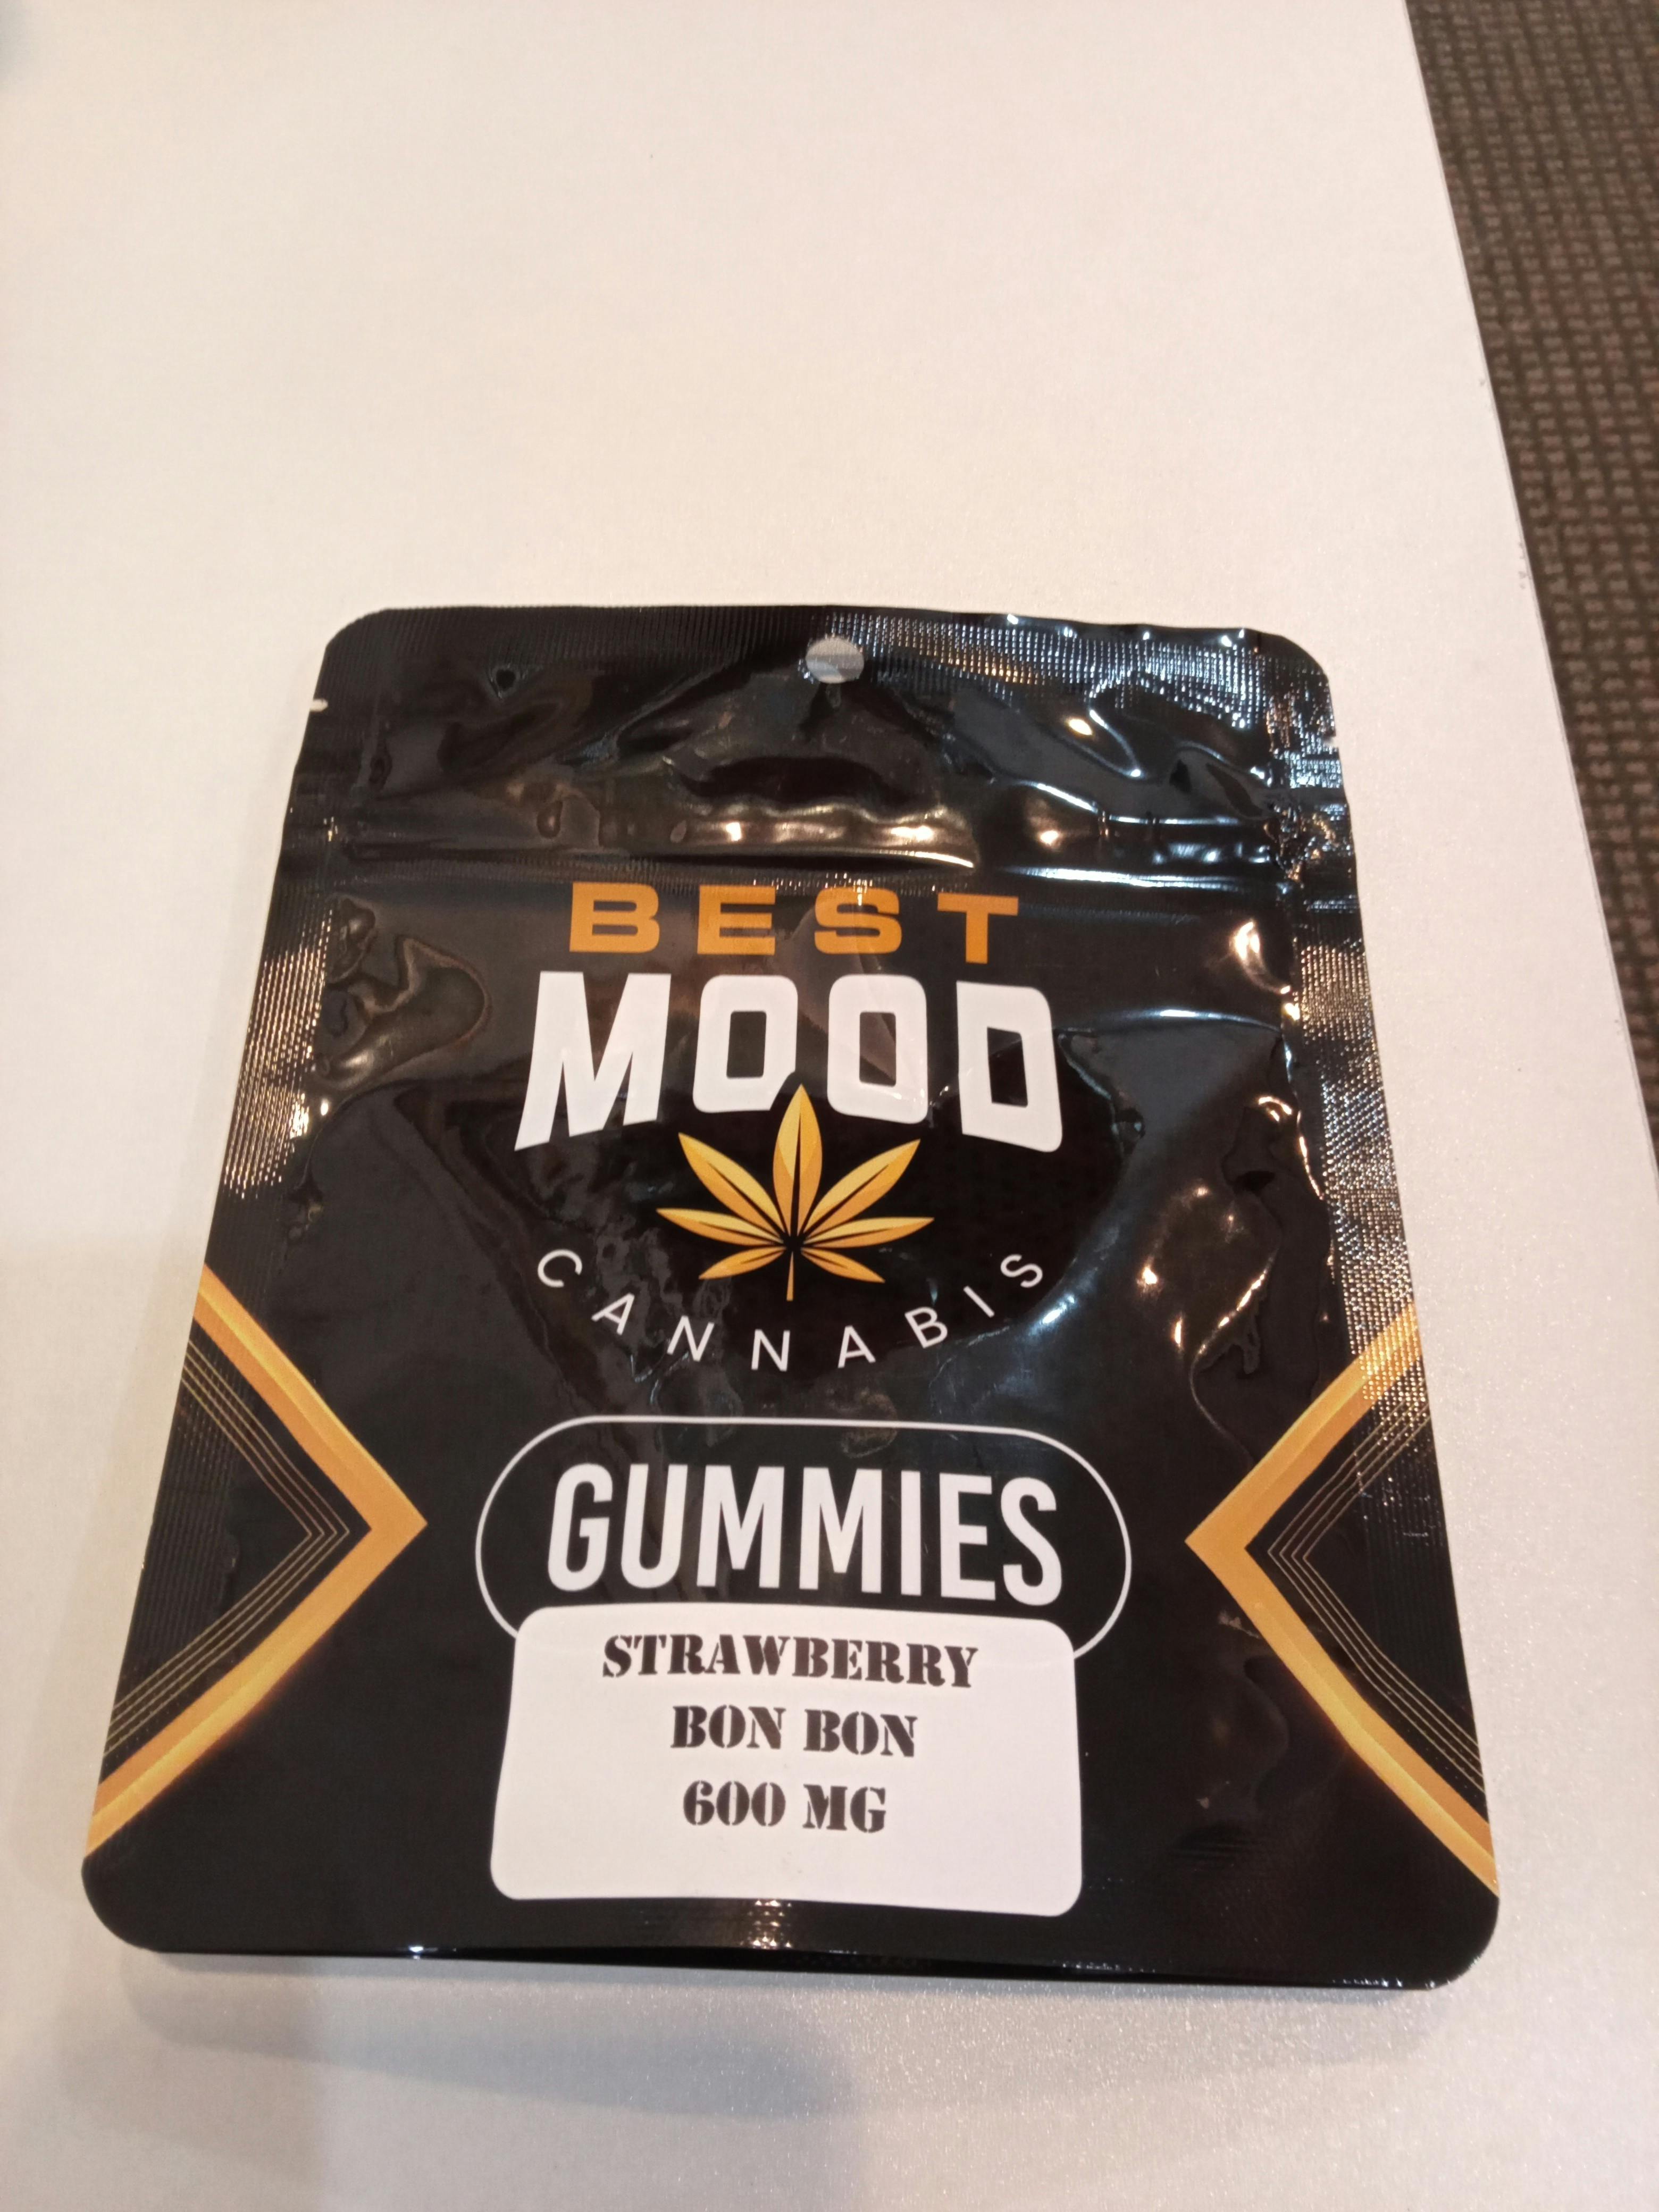 BEST
MOOD
CANNABIS
GUMMIES
STRAWBERRY
BON BON
600 MG